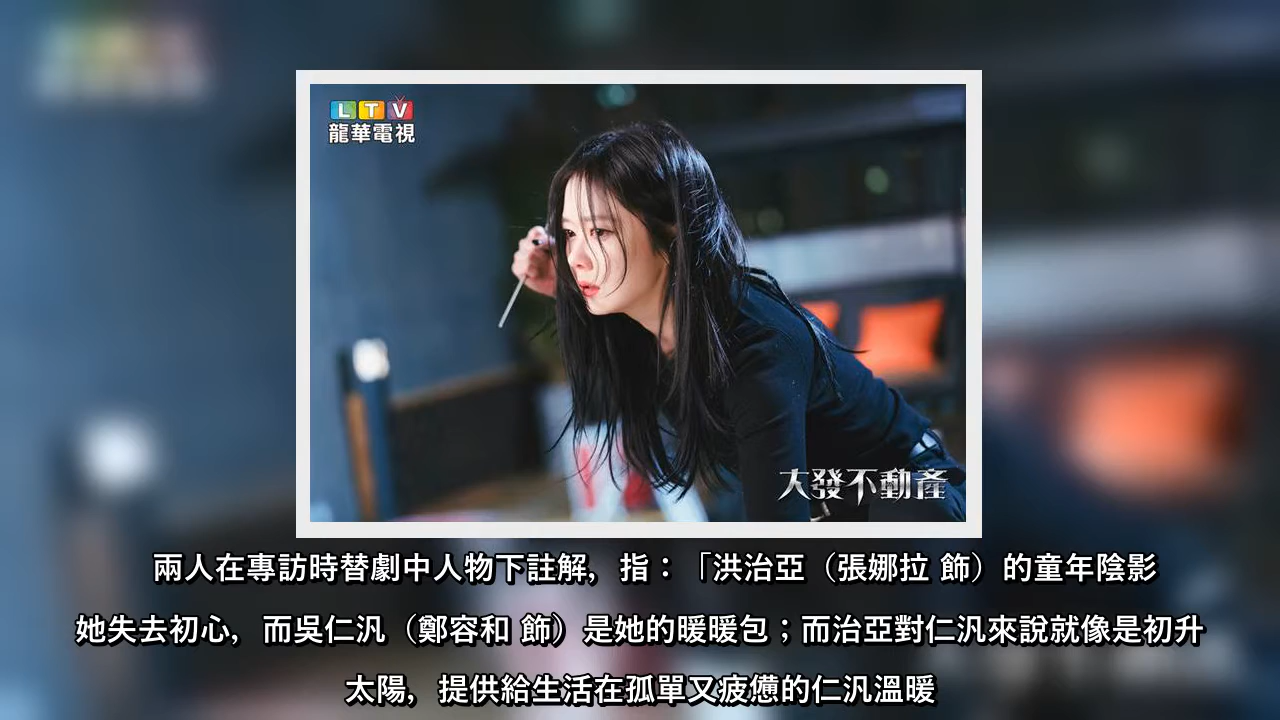 LTV
龍華電視
大發不動產
兩人在專訪時替劇中人物下註解，指：「洪治亞（張娜拉 飾）的童年陰影
她失去初心，而吳仁汎（鄭容和 飾）是她的暖暖包；而治亞對仁汎來說就像是初升
太陽，提供給生活在孤單又疲憊的仁汎溫暖